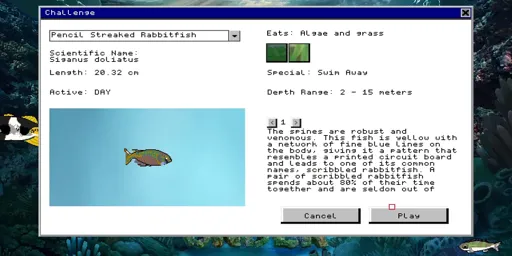 Challenge
Pencil Streaked Rabbitfish
Scientific Name:
Siganus doliatus
Length: 20.32 cm
Active: DAY
Eats: Algae and grass
Special: Swim Away
Depth Range: 2 - 15 meters
1
The spines are robust and
venomous. This fish is yellow with
a network of fine blue lines on
the body, giving it a pattern that
resembles a printed circuit board
and leads to one of its common
names, scribbled rabbitfish. A
pair of scribbled rabbitfish
spends about 80% of their time
together and are seldom out of
Cancel
Play